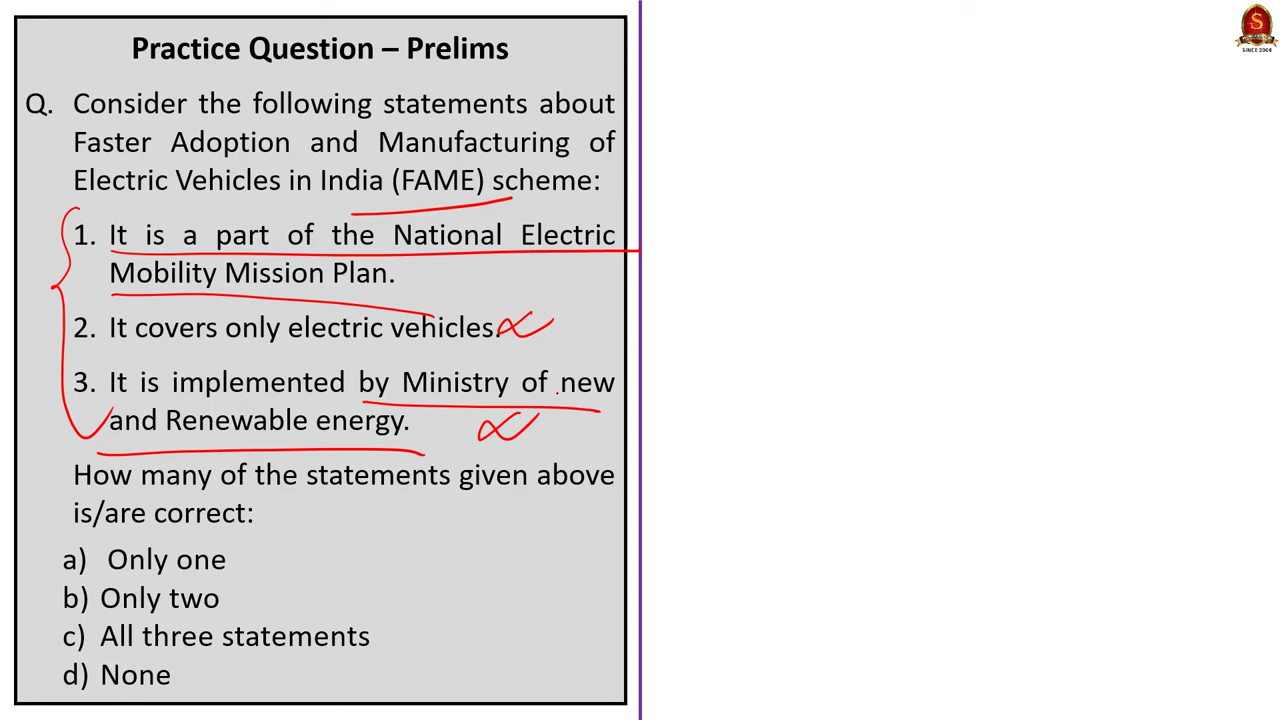 Practice Question – Prelims
Q. Consider the following statements about
Faster Adoption and Manufacturing of
Electric Vehicles in India (FAME) scheme:
1. It is a part of the National Electric
Mobility Mission Plan.
2. It covers only electric vehicles.
3. It is implemented by Ministry of new
and Renewable energy.
How many of the statements given above
is/are correct:
a) Only one
b) Only two
c) All three statements
d) None
S
SINCE 2004